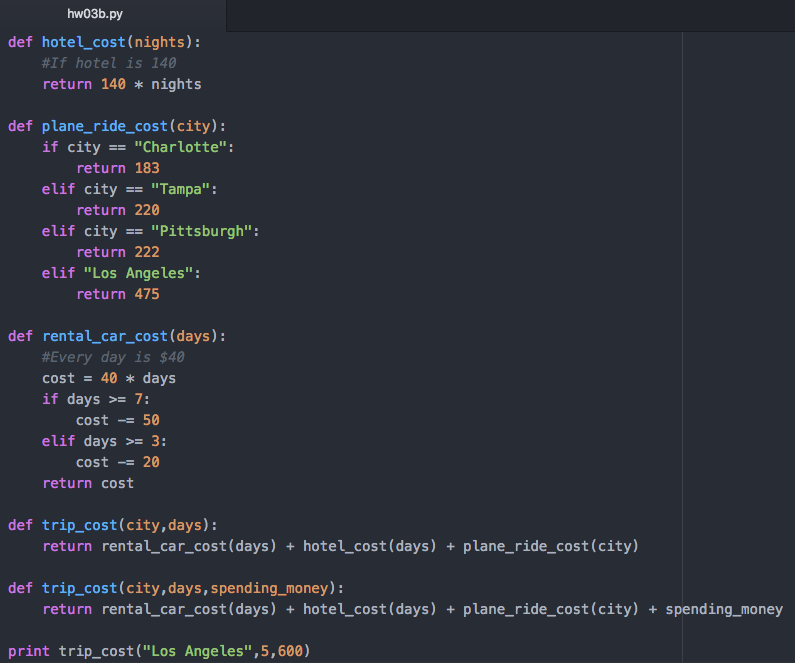 hw03b.py
def hotel_cost(nights):
    #If hotel is 140
    return 140 * nights

def plane_ride_cost(city):
    if city == "Charlotte":
        return 183
    elif city == "Tampa":
        return 220
    elif city == "Pittsburgh":
        return 222
    elif "Los Angeles":
        return 475

def rental_car_cost(days):
    #Every day is $40
    cost = 40 * days
    if days >= 7:
        cost -= 50
    elif days >= 3:
        cost -= 20
    return cost

def trip_cost(city,days):
    return rental_car_cost(days) + hotel_cost(days) + plane_ride_cost(city)

def trip_cost(city,days,spending_money):
    return rental_car_cost(days) + hotel_cost(days) + plane_ride_cost(city) + spending_money

print trip_cost("Los Angeles",5,600)